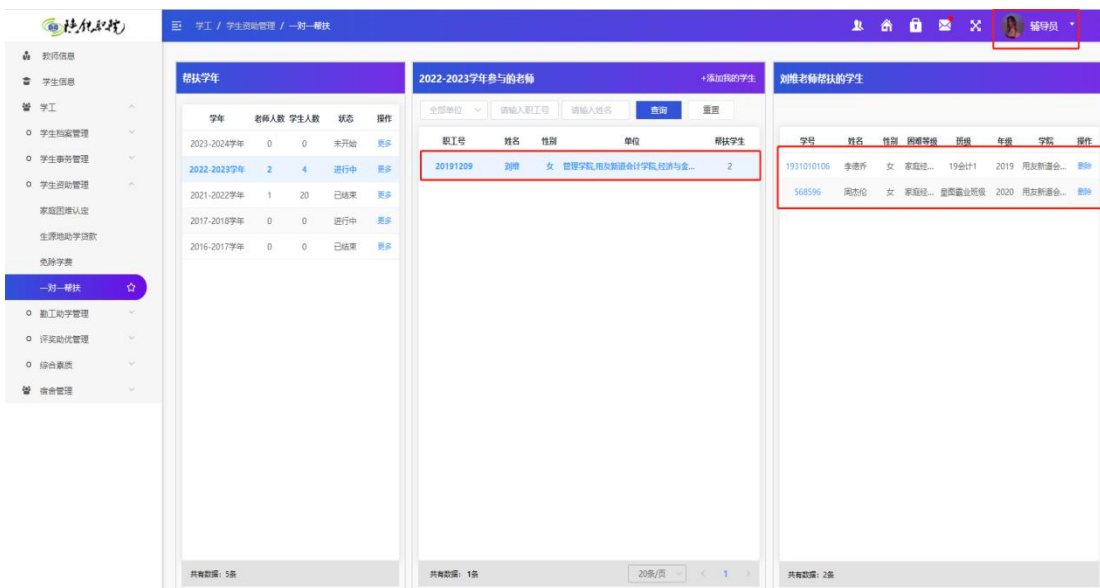 学工 / 学生资助管理 / 一对一帮扶
辅导员
教师信息
学生信息
学工
学生档案管理
学生事务管理
学生资助管理
家庭困难认定
生源地助学贷款
免除学费
一对一帮扶
勤工助学管理
评奖助优管理
综合素质
宿舍管理
帮扶学年
学年 老师人数 学生人数 状态 操作
2023-2024学年 0 0 未开始 更多
2022-2023学年 2 4 进行中 更多
2021-2022学年 1 20 已结束 更多
2017-2018学年 0 0 进行中 更多
2016-2017学年 0 0 已结束 更多
共有数据: 5条
2022-2023学年参与的老师 +添加我的学生
全部单位 请输入职工号 请输入姓名 查询 重置
职工号 姓名 性别 单位 帮扶学生
20191209 刘维 女 管理学院,用友新道会计学院,经济与金... 2
共有数据: 1条 20条/页 < 1 >
刘维老师帮扶的学生
学号 姓名 性别 困难等级 班级 年级 学院 操作
1931010106 李德乔 女 家庭经... 19会计1 2019 用友新道会... 删除
568596 周杰伦 女 家庭经... 皇图霸业班级 2020 用友新道会... 删除
共有数据: 2条